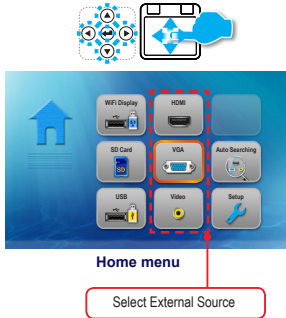 WiFi Display
HDMI
SD Card
SD
VGA
Auto Searching
USB
Video
Setup
Home menu
Select External Source